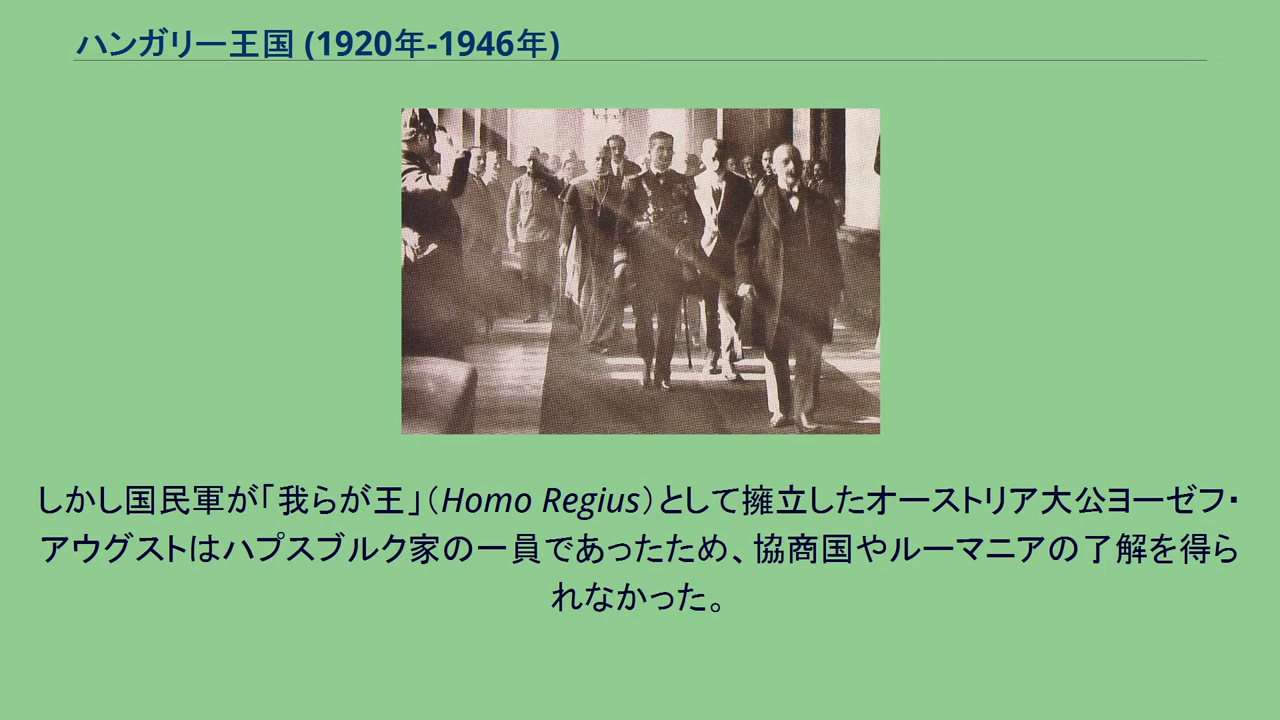 ハンガリー王国 (1920年-1946年)
しかし国民軍が「我らが王」（Homo Regius）として擁立したオーストリア大公ヨーゼフ・
アウグストはハプスブルク家の一員であったため、協商国やルーマニアの了解を得ら
れなかった。